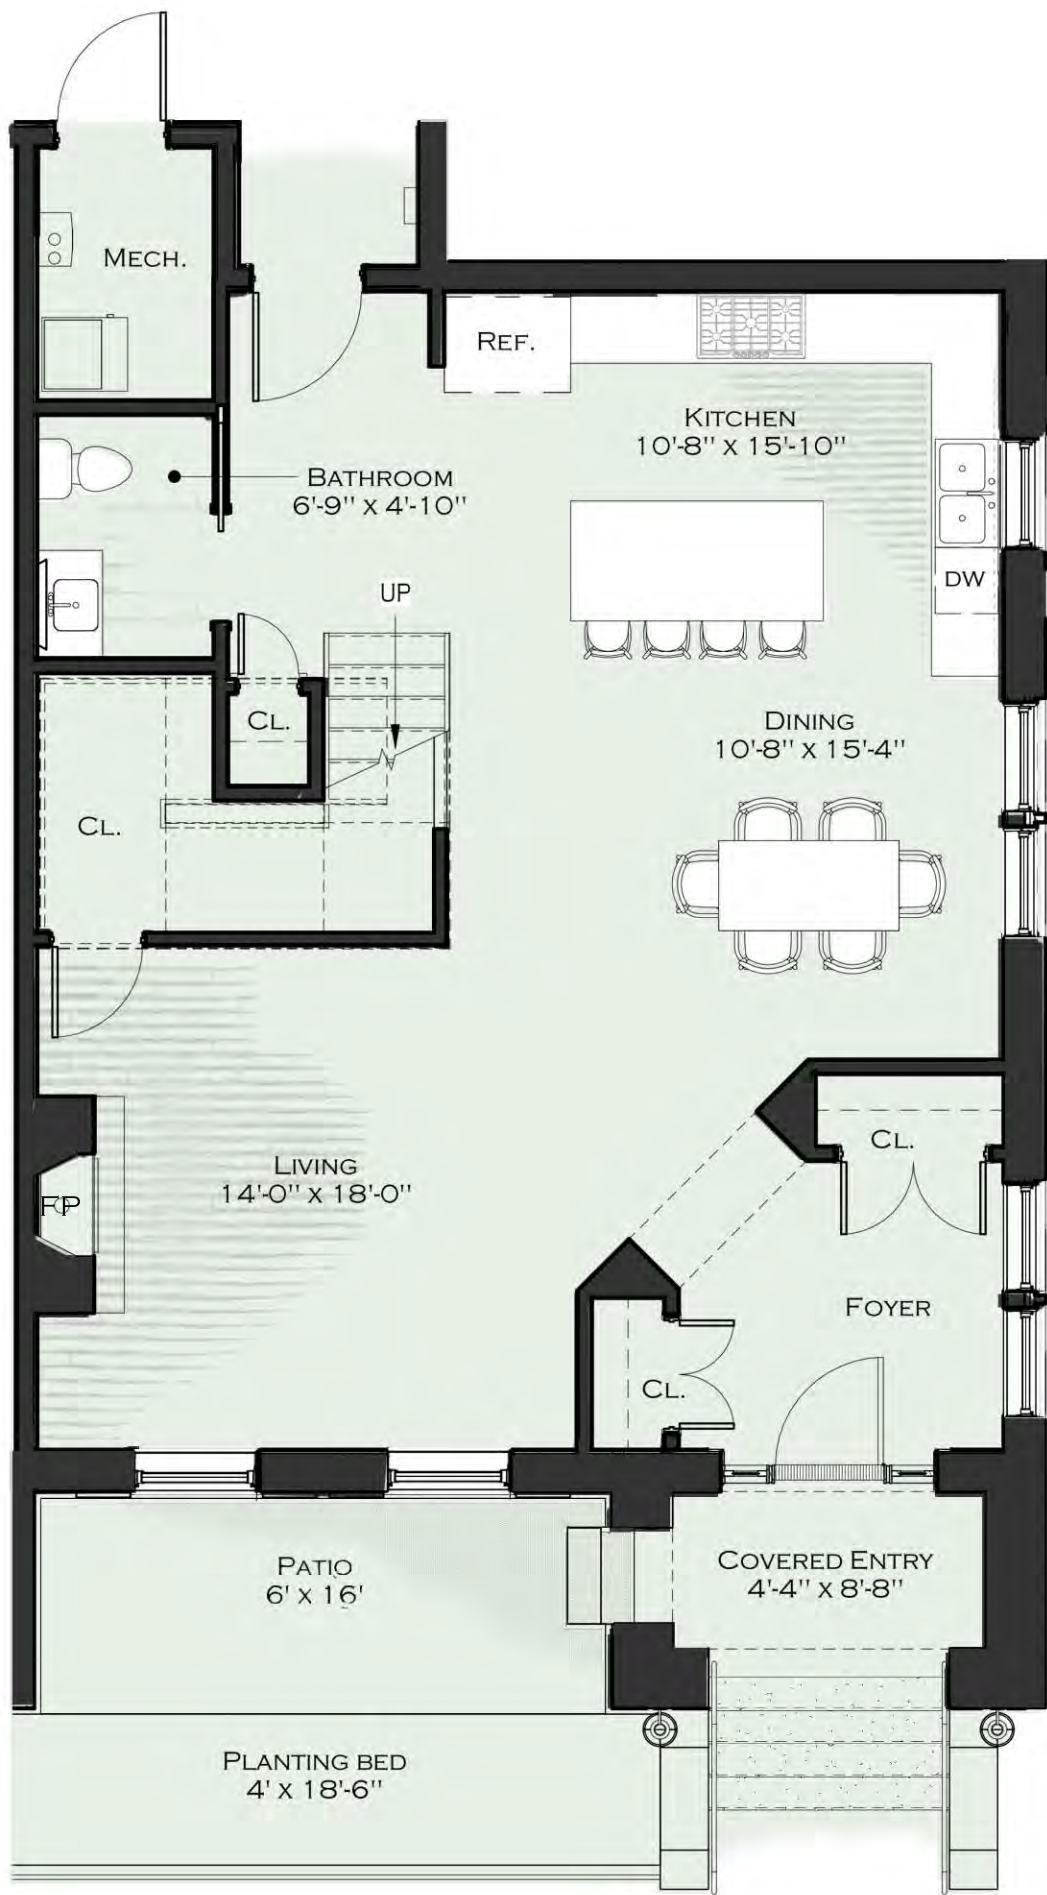 MECH.
REF.
KITCHEN
10'-8" X 15'-10"
BATHROOM
6'-9" X 4'-10"
DW
UP
CL.
DINING
10'-8" X 15'-4"
CL.
CL.
LIVING
14'-0" X 18'-0"
FP
FOYER
CL.
COVERED ENTRY
4'-4" X 8'-8"
PATIO
6' X 16'
PLANTING BED
4' X 18'-6"